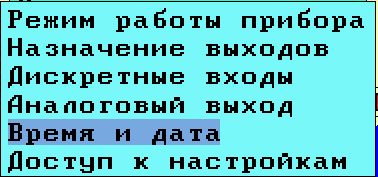 Режим работы прибора
Назначение выходов
Дискретные входы
Аналоговый выход
Время и дата
Доступ к настройкам